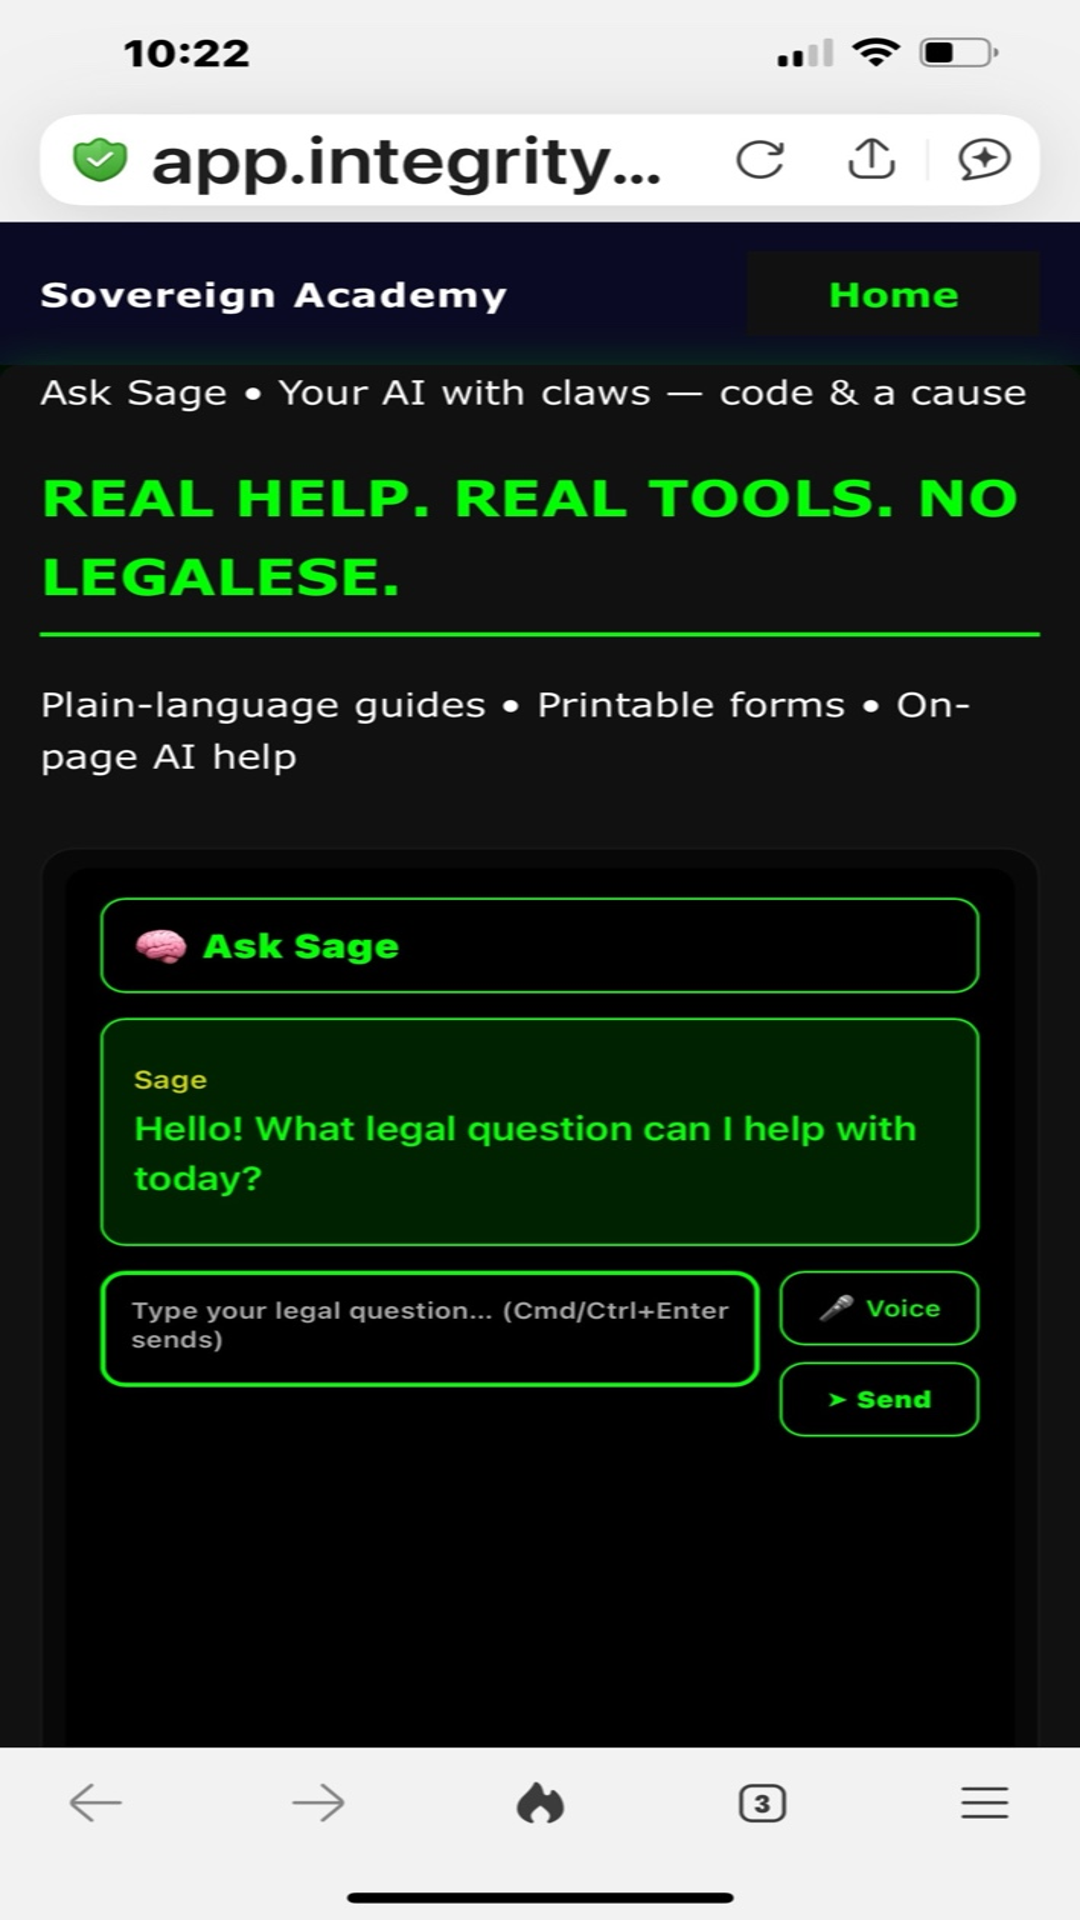 10:22
app.integrity...
Sovereign Academy
Home
Ask Sage • Your AI with claws — code & a cause
REAL HELP. REAL TOOLS. NO
LEGALESE.
Plain-language guides • Printable forms • On-
page AI help
🧠 Ask Sage
Sage
Hello! What legal question can I help with
today?
Type your legal question... (Cmd/Ctrl+Enter
sends)
🎤 Voice
➤ Send
3